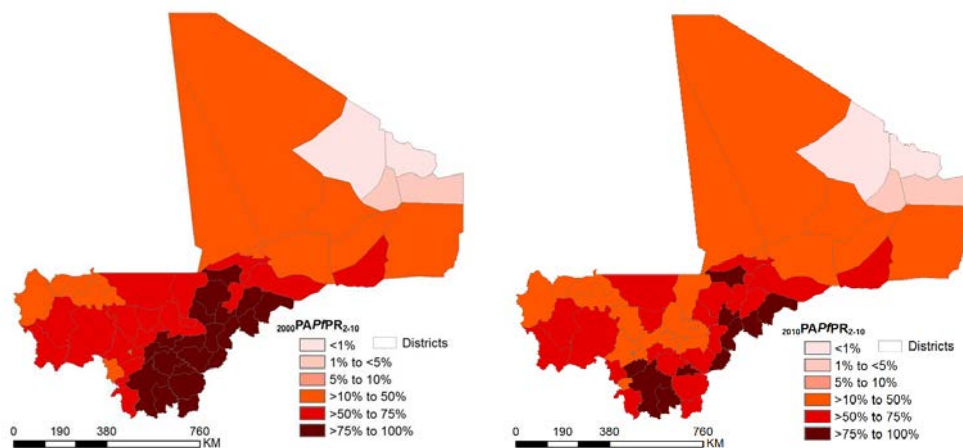 2000PAPfPR2-10
<1%
Districts
1% to <5%
5% to 10%
>10% to 50%
>50% to 75%
>75% to 100%
0 190 380 760
KM
2010PAPfPR2-10
<1%
Districts
1% to <5%
5% to 10%
>10% to 50%
>50% to 75%
>75% to 100%
0 190 380 760
KM